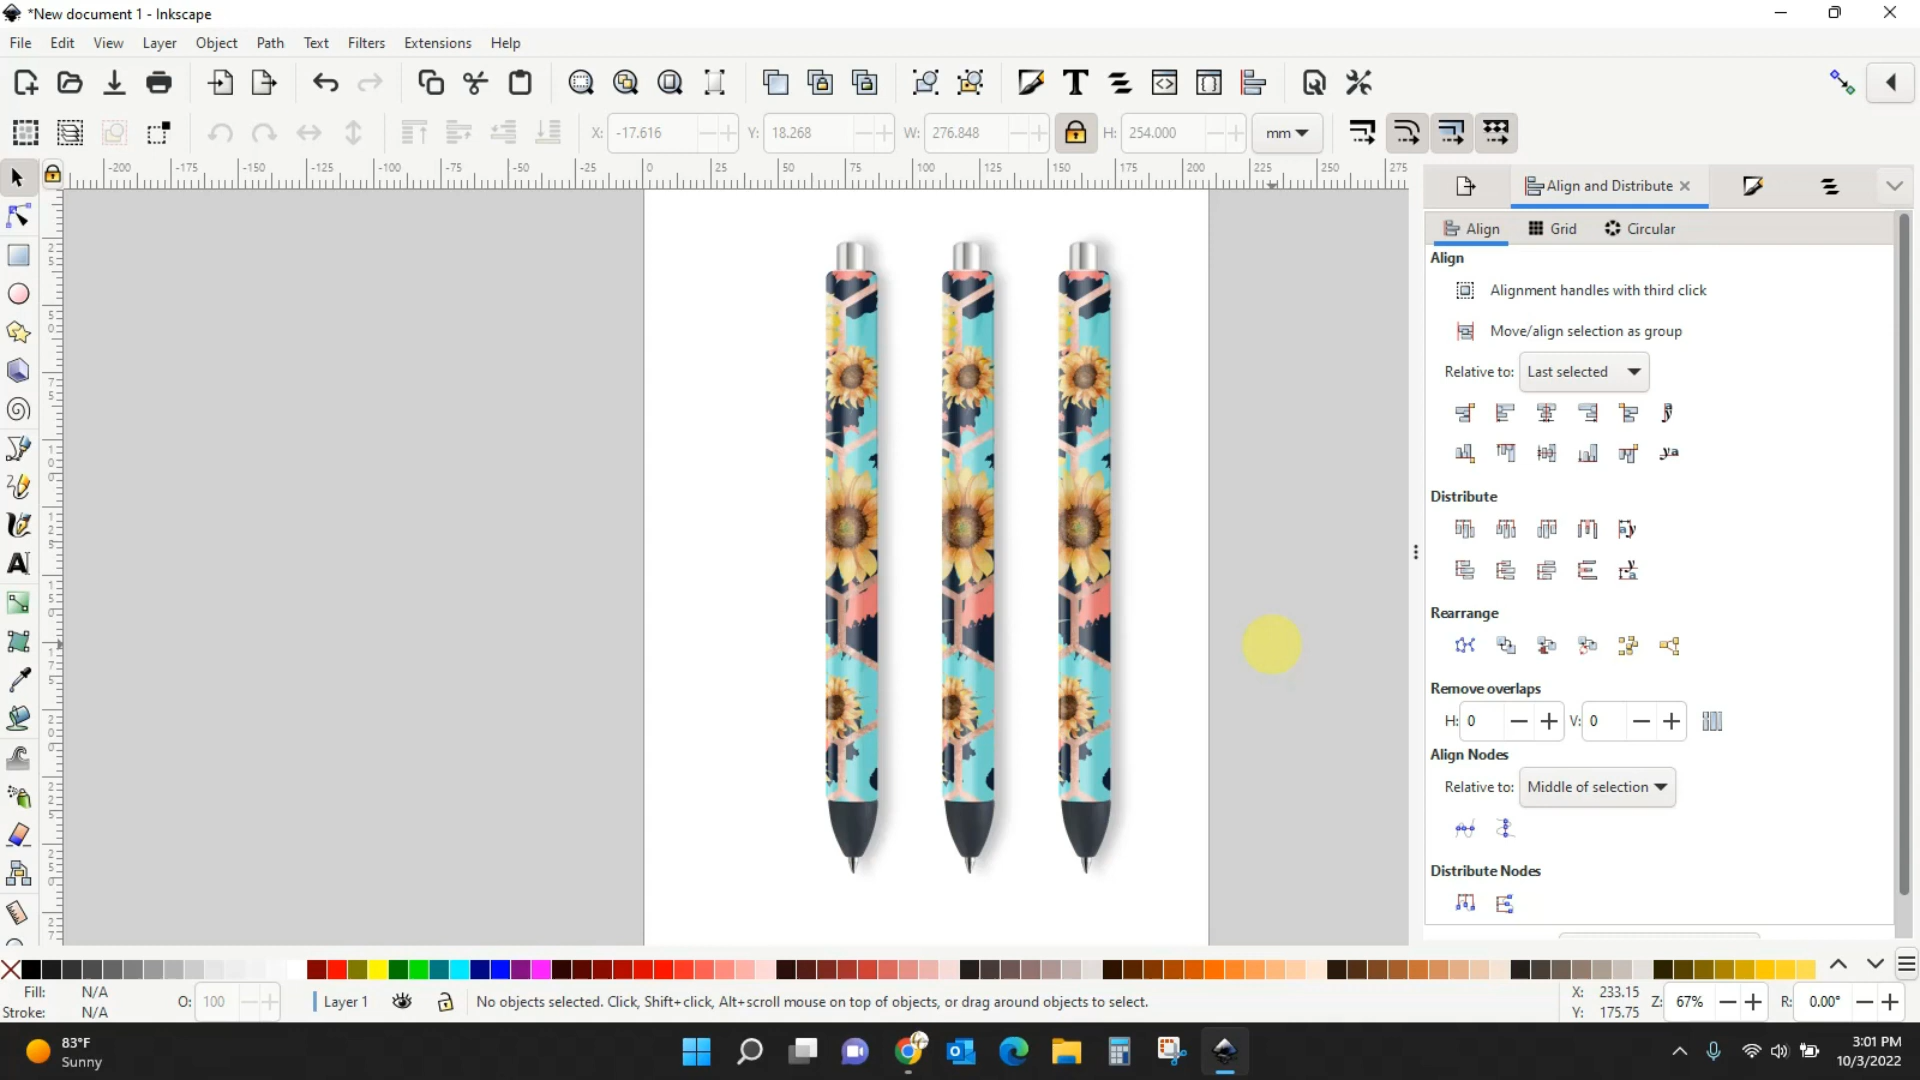 *New document 1 - Inkscape
File Edit View Layer Object Path Text Filters Extensions Help
X: -17.616 Y: 18.268 W: 276.848 H: 254.000 mm
-200 -175 -150 -125 -100 -75 -50 -25 0 25 50 75 100 125 150 175 200 225 250 275
Align and Distribute
Align Grid Circular
Align
Alignment handles with third click
Move/align selection as group
Relative to: Last selected
Distribute
Rearrange
Remove overlaps
H: 0 V: 0
Align Nodes
Relative to: Middle of selection
Distribute Nodes
Fill: N/A
Stroke: N/A
O: 100
Layer 1
No objects selected. Click, Shift+click, Alt+scroll mouse on top of objects, or drag around objects to select.
X: 233.15
Y: 175.75
Z: 67%
R: 0.00°
83°F
Sunny
3:01 PM
10/3/2022